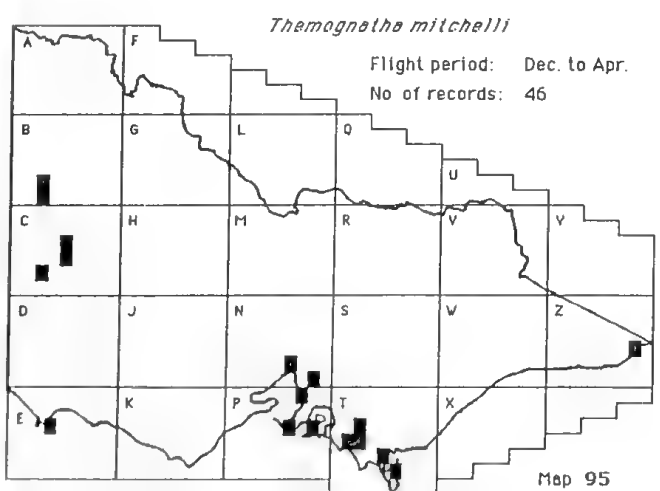 Themognatha mitchelli
Flight period: Dec. to Apr.
No of records: 46
A F
B G L Q
U
C H M R V Y
D J N S W Z
E K P T X
Map 95